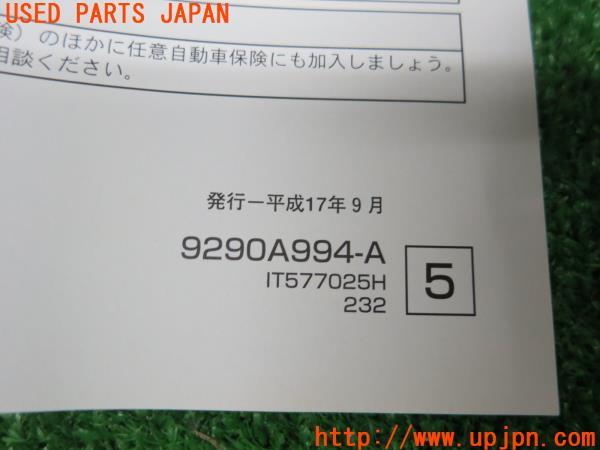 USED PARTS JAPAN
険）のほかに任意自動車保険にも加入しましょう。
相談ください。
発行ー平成17年9月
9290A994-A
IT577025H
232
5
http://www.upjpn.com